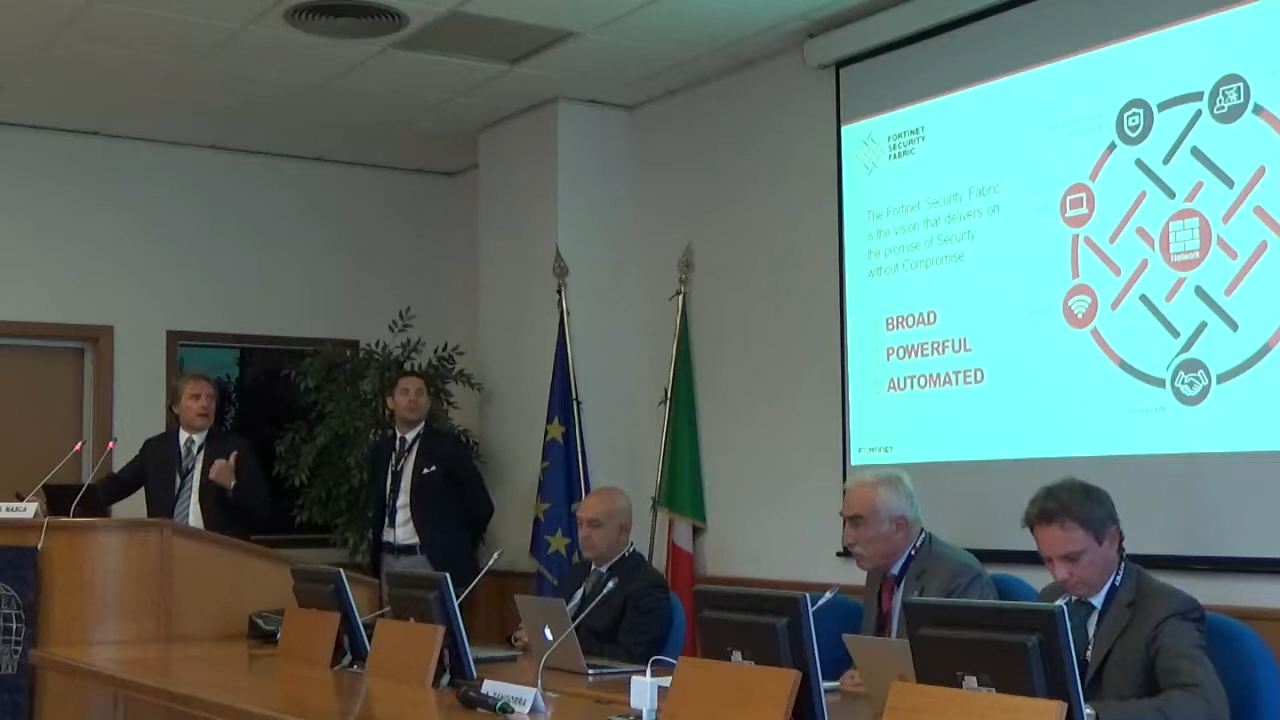 FORTINET
SECURITY
FABRIC
The Fortinet Security Fabric
is the vision that delivers on
the promise of Security
without Compromise
BROAD
POWERFUL
AUTOMATED
Network
FORTINET